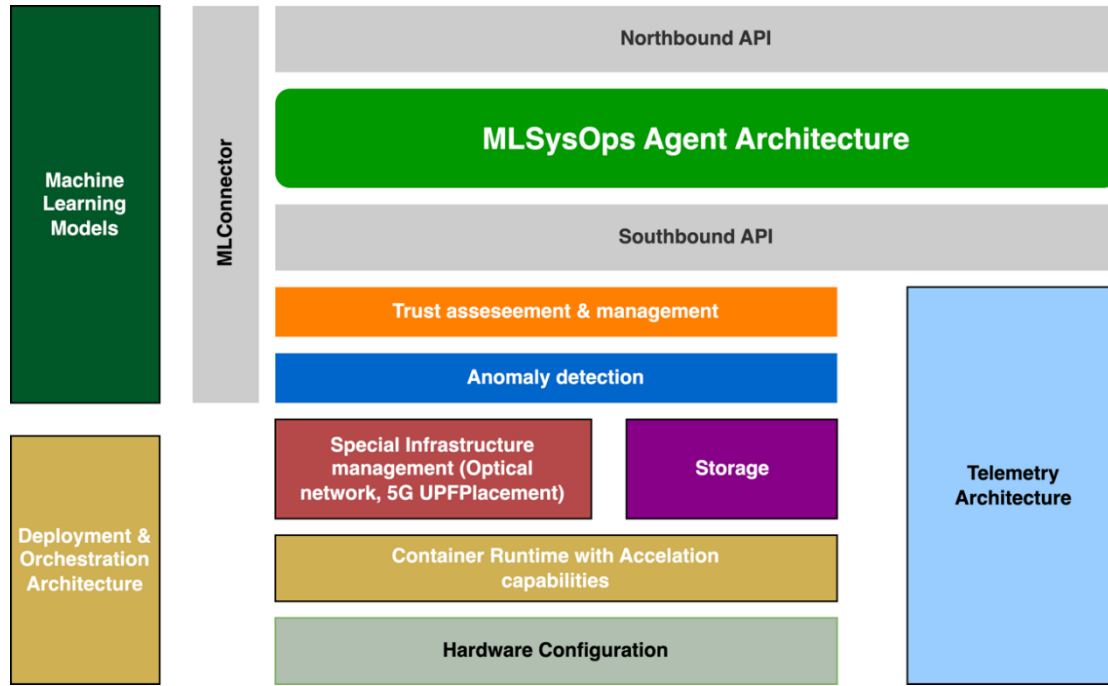 Northbound API
MLSysOps Agent Architecture
Machine
Learning
Models
MLConnector
Southbound API
Trust asseseement & management
Anomaly detection
Special Infrastructure
management (Optical
network, 5G UPFPlacement)
Storage
Telemetry
Architecture
Deployment &
Orchestration
Architecture
Container Runtime with Accelation
capabilities
Hardware Configuration